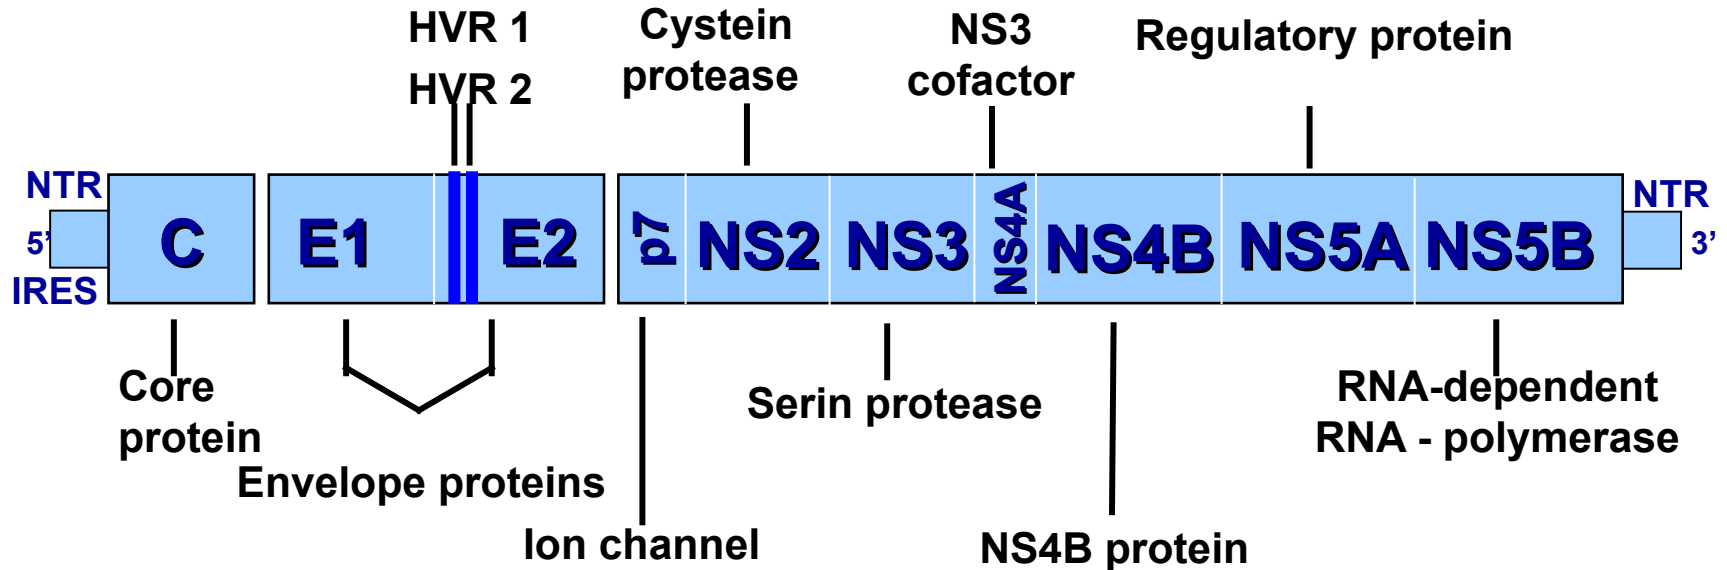 HVR 1
HVR 2
Cystein
protease
NS3
cofactor
Regulatory protein
NTR
5’
IRES
C
E1
E2
p7
NS2
NS3
NS4A
NS4B
NS5A
NS5B
NTR
3’
Core
protein
Envelope proteins
Ion channel
Serin protease
NS4B protein
RNA-dependent
RNA - polymerase